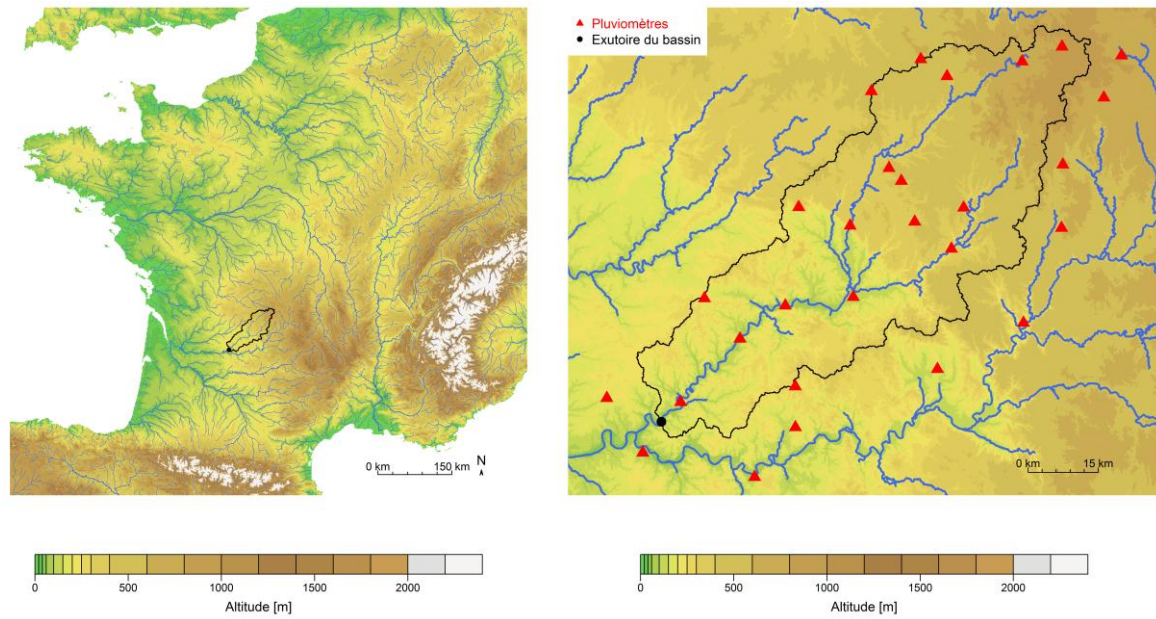 Pluviomètres
Exutoire du bassin
0 km 150 km
N
0 km 15 km
0 500 1000 1500 2000
Altitude [m]
0 500 1000 1500 2000
Altitude [m]